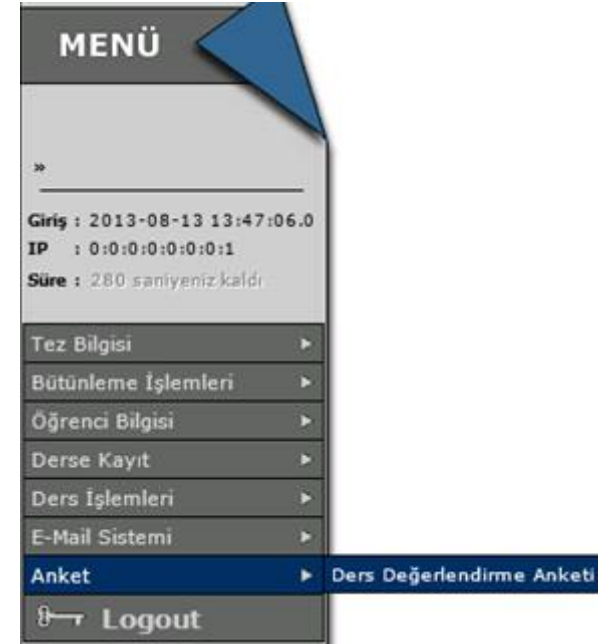 MENÜ
»
Giriş : 2013-08-13 13:47:06.0
IP : 0:0:0:0:0:0:0:1
Süre : 280 saniyeniz kaldı
Tez Bilgisi
Bütünleme İşlemleri
Öğrenci Bilgisi
Derse Kayıt
Ders İşlemleri
E-Mail Sistemi
Anket Ders Değerlendirme Anketi
Logout